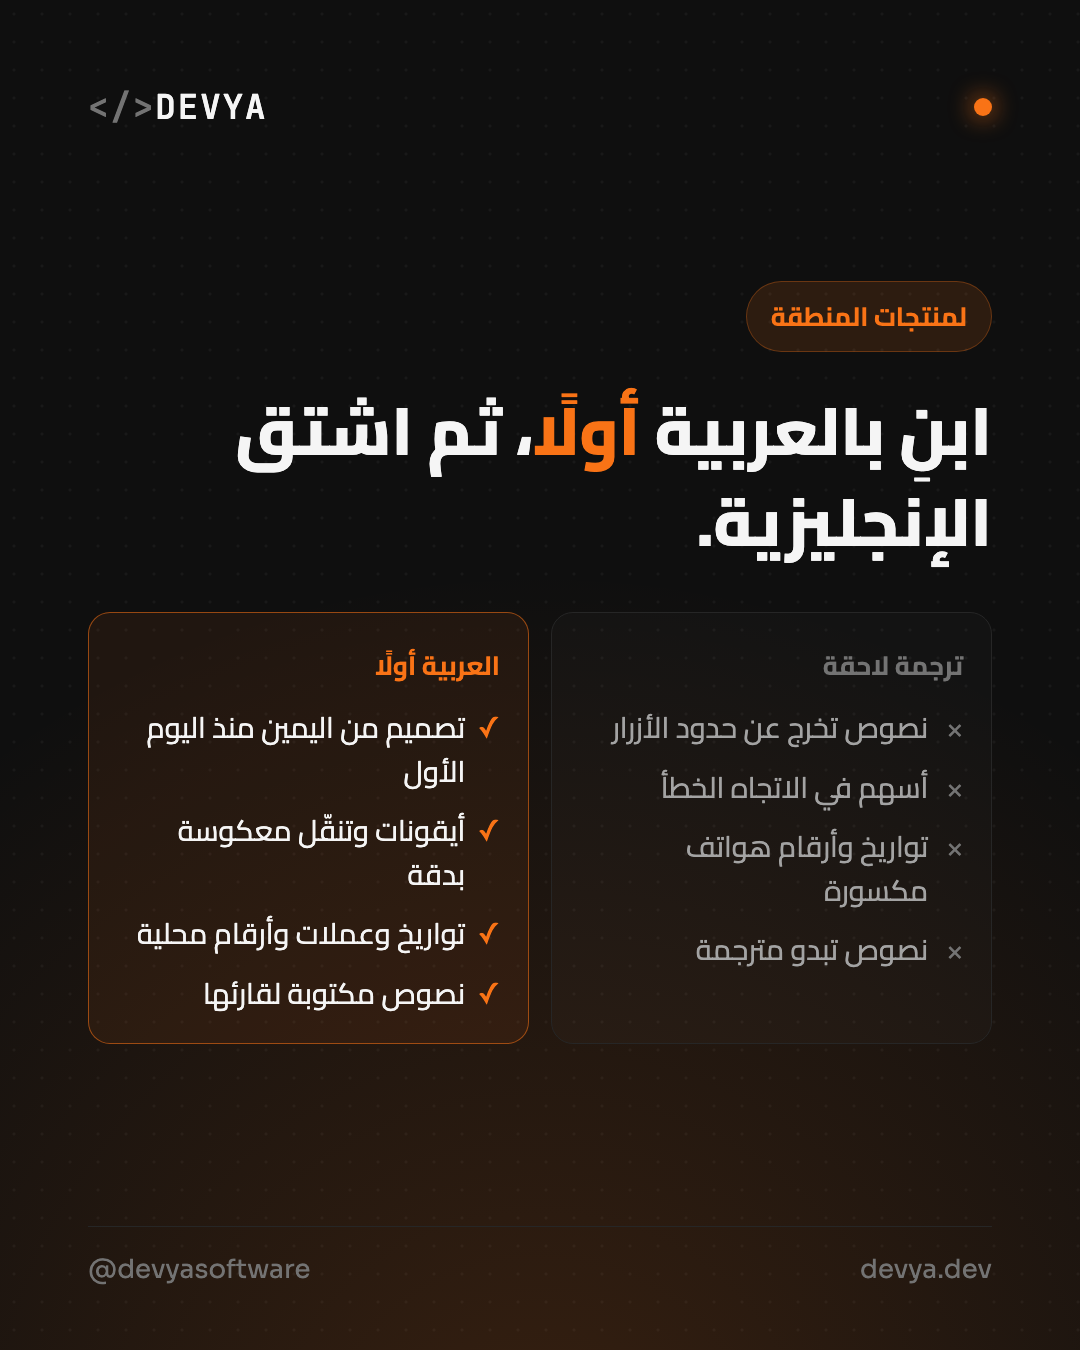 </>DEVYA
لمنتجات المنطقة
ابنِ بالعربية أولًا، ثم اشتق
الإنجليزية.
ترجمة لاحقة
× نصوص تخرج عن حدود الأزرار
× أسهم في الاتجاه الخطأ
× تواريخ وأرقام هواتف
مكسورة
× نصوص تبدو مترجمة
العربية أولًا
✓ تصميم من اليمين منذ اليوم
الأول
✓ أيقونات وتنقّل معكوسة
بدقة
✓ تواريخ وعملات وأرقام محلية
✓ نصوص مكتوبة لقارئها
@devyasoftware
devya.dev